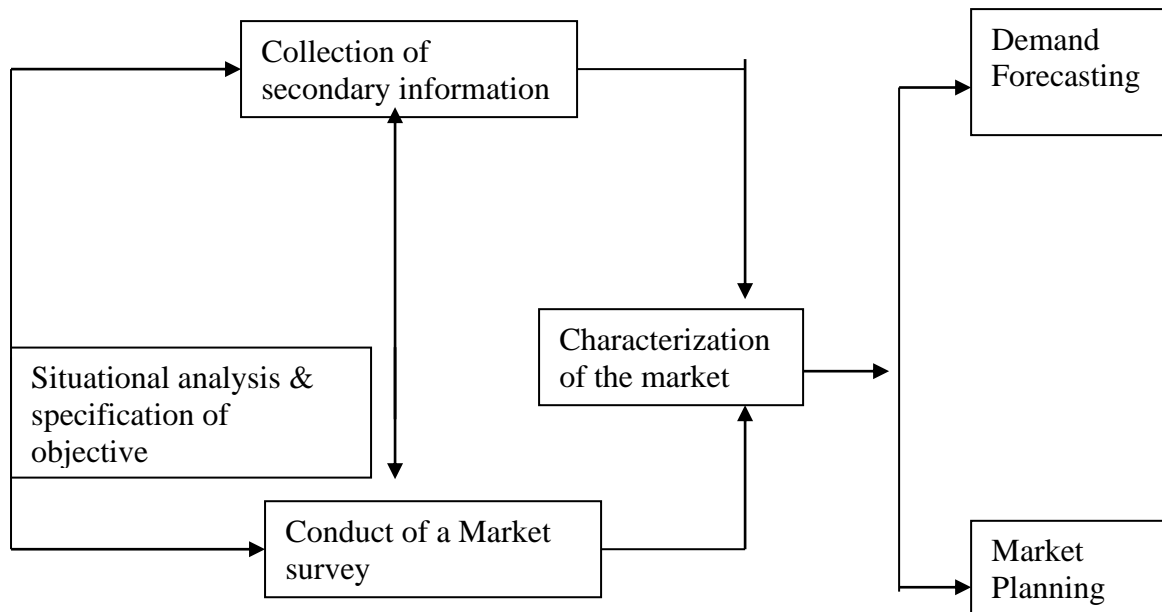 Collection of
secondary information
Demand
Forecasting
Characterization
of the market
Situational analysis &
specification of
objective
Conduct of a Market
survey
Market
Planning